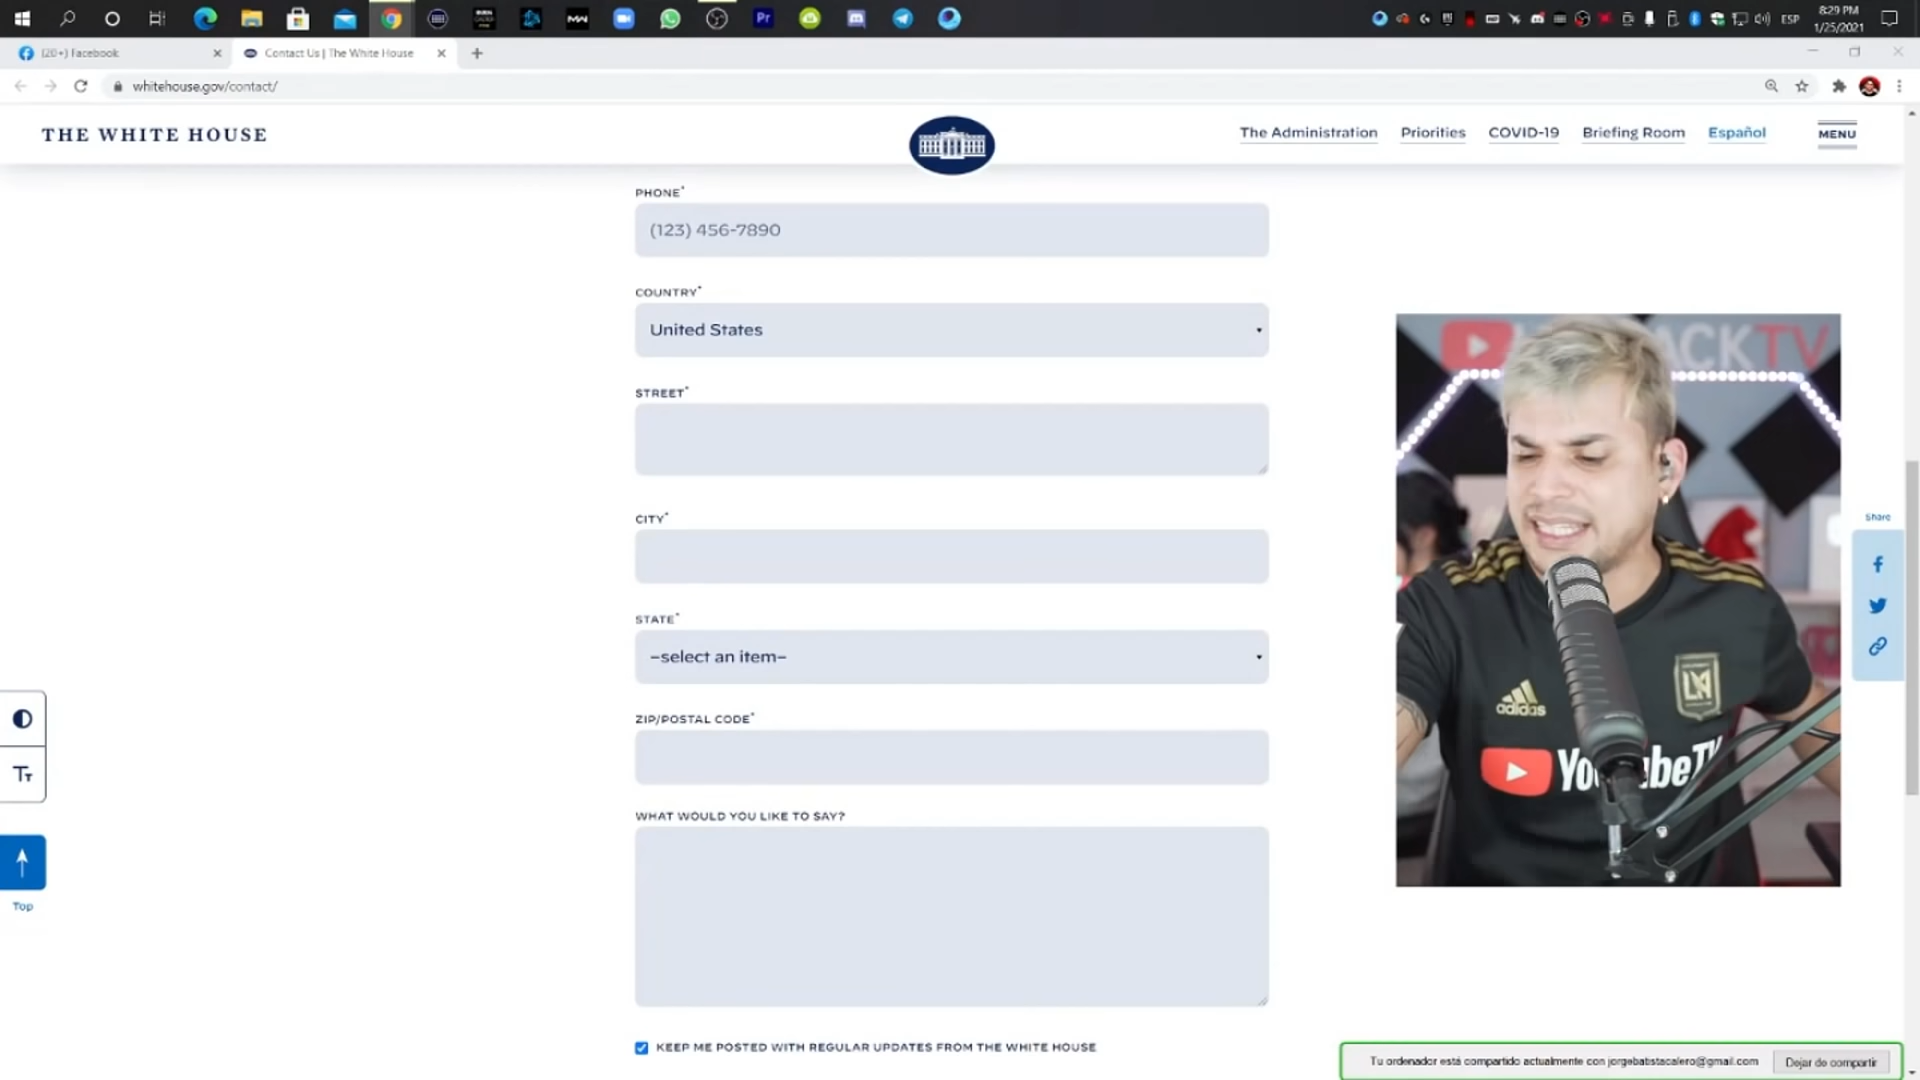 8:29 PM
ESP
1/25/2021
(20+) Facebook
Contact Us | The White House
whitehouse.gov/contact/
THE WHITE HOUSE
The Administration
Priorities
COVID-19
Briefing Room
Español
MENU
PHONE*
(123) 456-7890
COUNTRY*
United States
STREET*
CITY*
STATE*
–select an item–
ZIP/POSTAL CODE*
WHAT WOULD YOU LIKE TO SAY?
KEEP ME POSTED WITH REGULAR UPDATES FROM THE WHITE HOUSE
Top
Share
ACKTV
adidas
Tu ordenador está compartido actualmente con jorgebatistacalero@gmail.com
Dejar de compartir
Pr